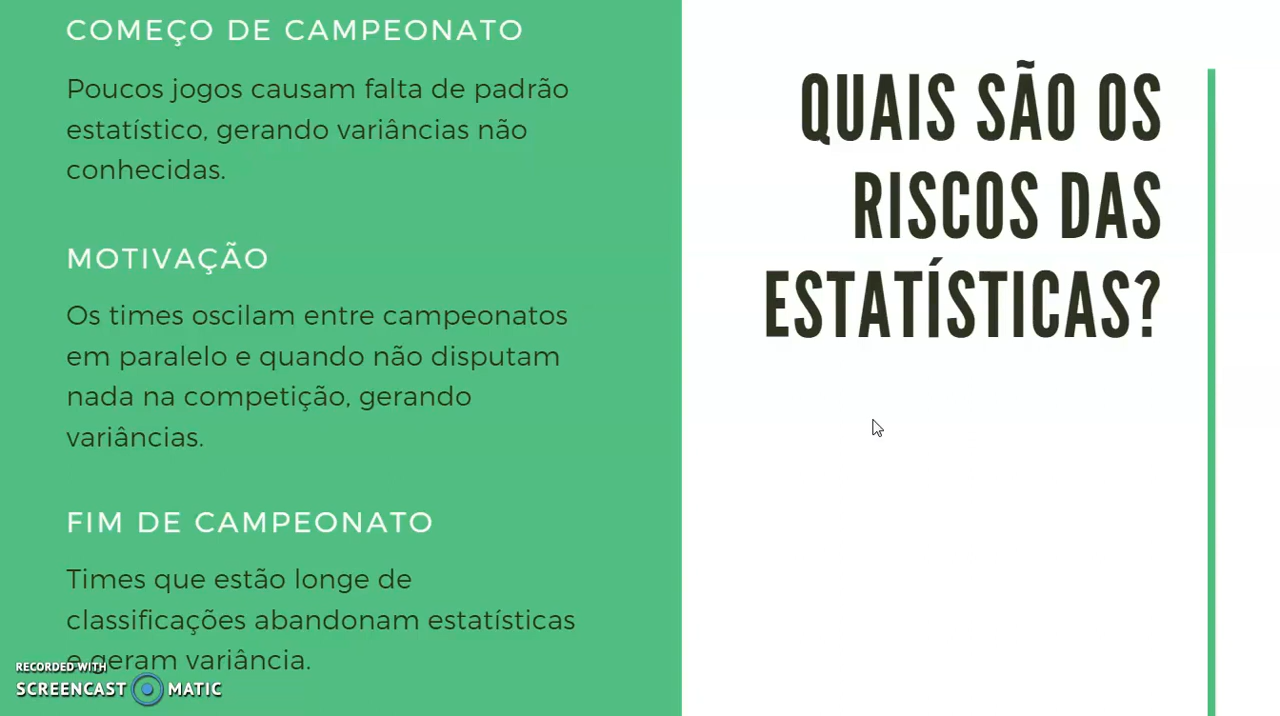 COMEÇO DE CAMPEONATO
Poucos jogos causam falta de padrão
estatístico, gerando variâncias não
conhecidas.
MOTIVAÇÃO
Os times oscilam entre campeonatos
em paralelo e quando não disputam
nada na competição, gerando
variâncias.
FIM DE CAMPEONATO
Times que estão longe de
classificações abandonam estatísticas
e geram variância.
QUAIS SÃO OS
RISCOS DAS
ESTATÍSTICAS?
RECORDED WITH
SCREENCAST MATIC